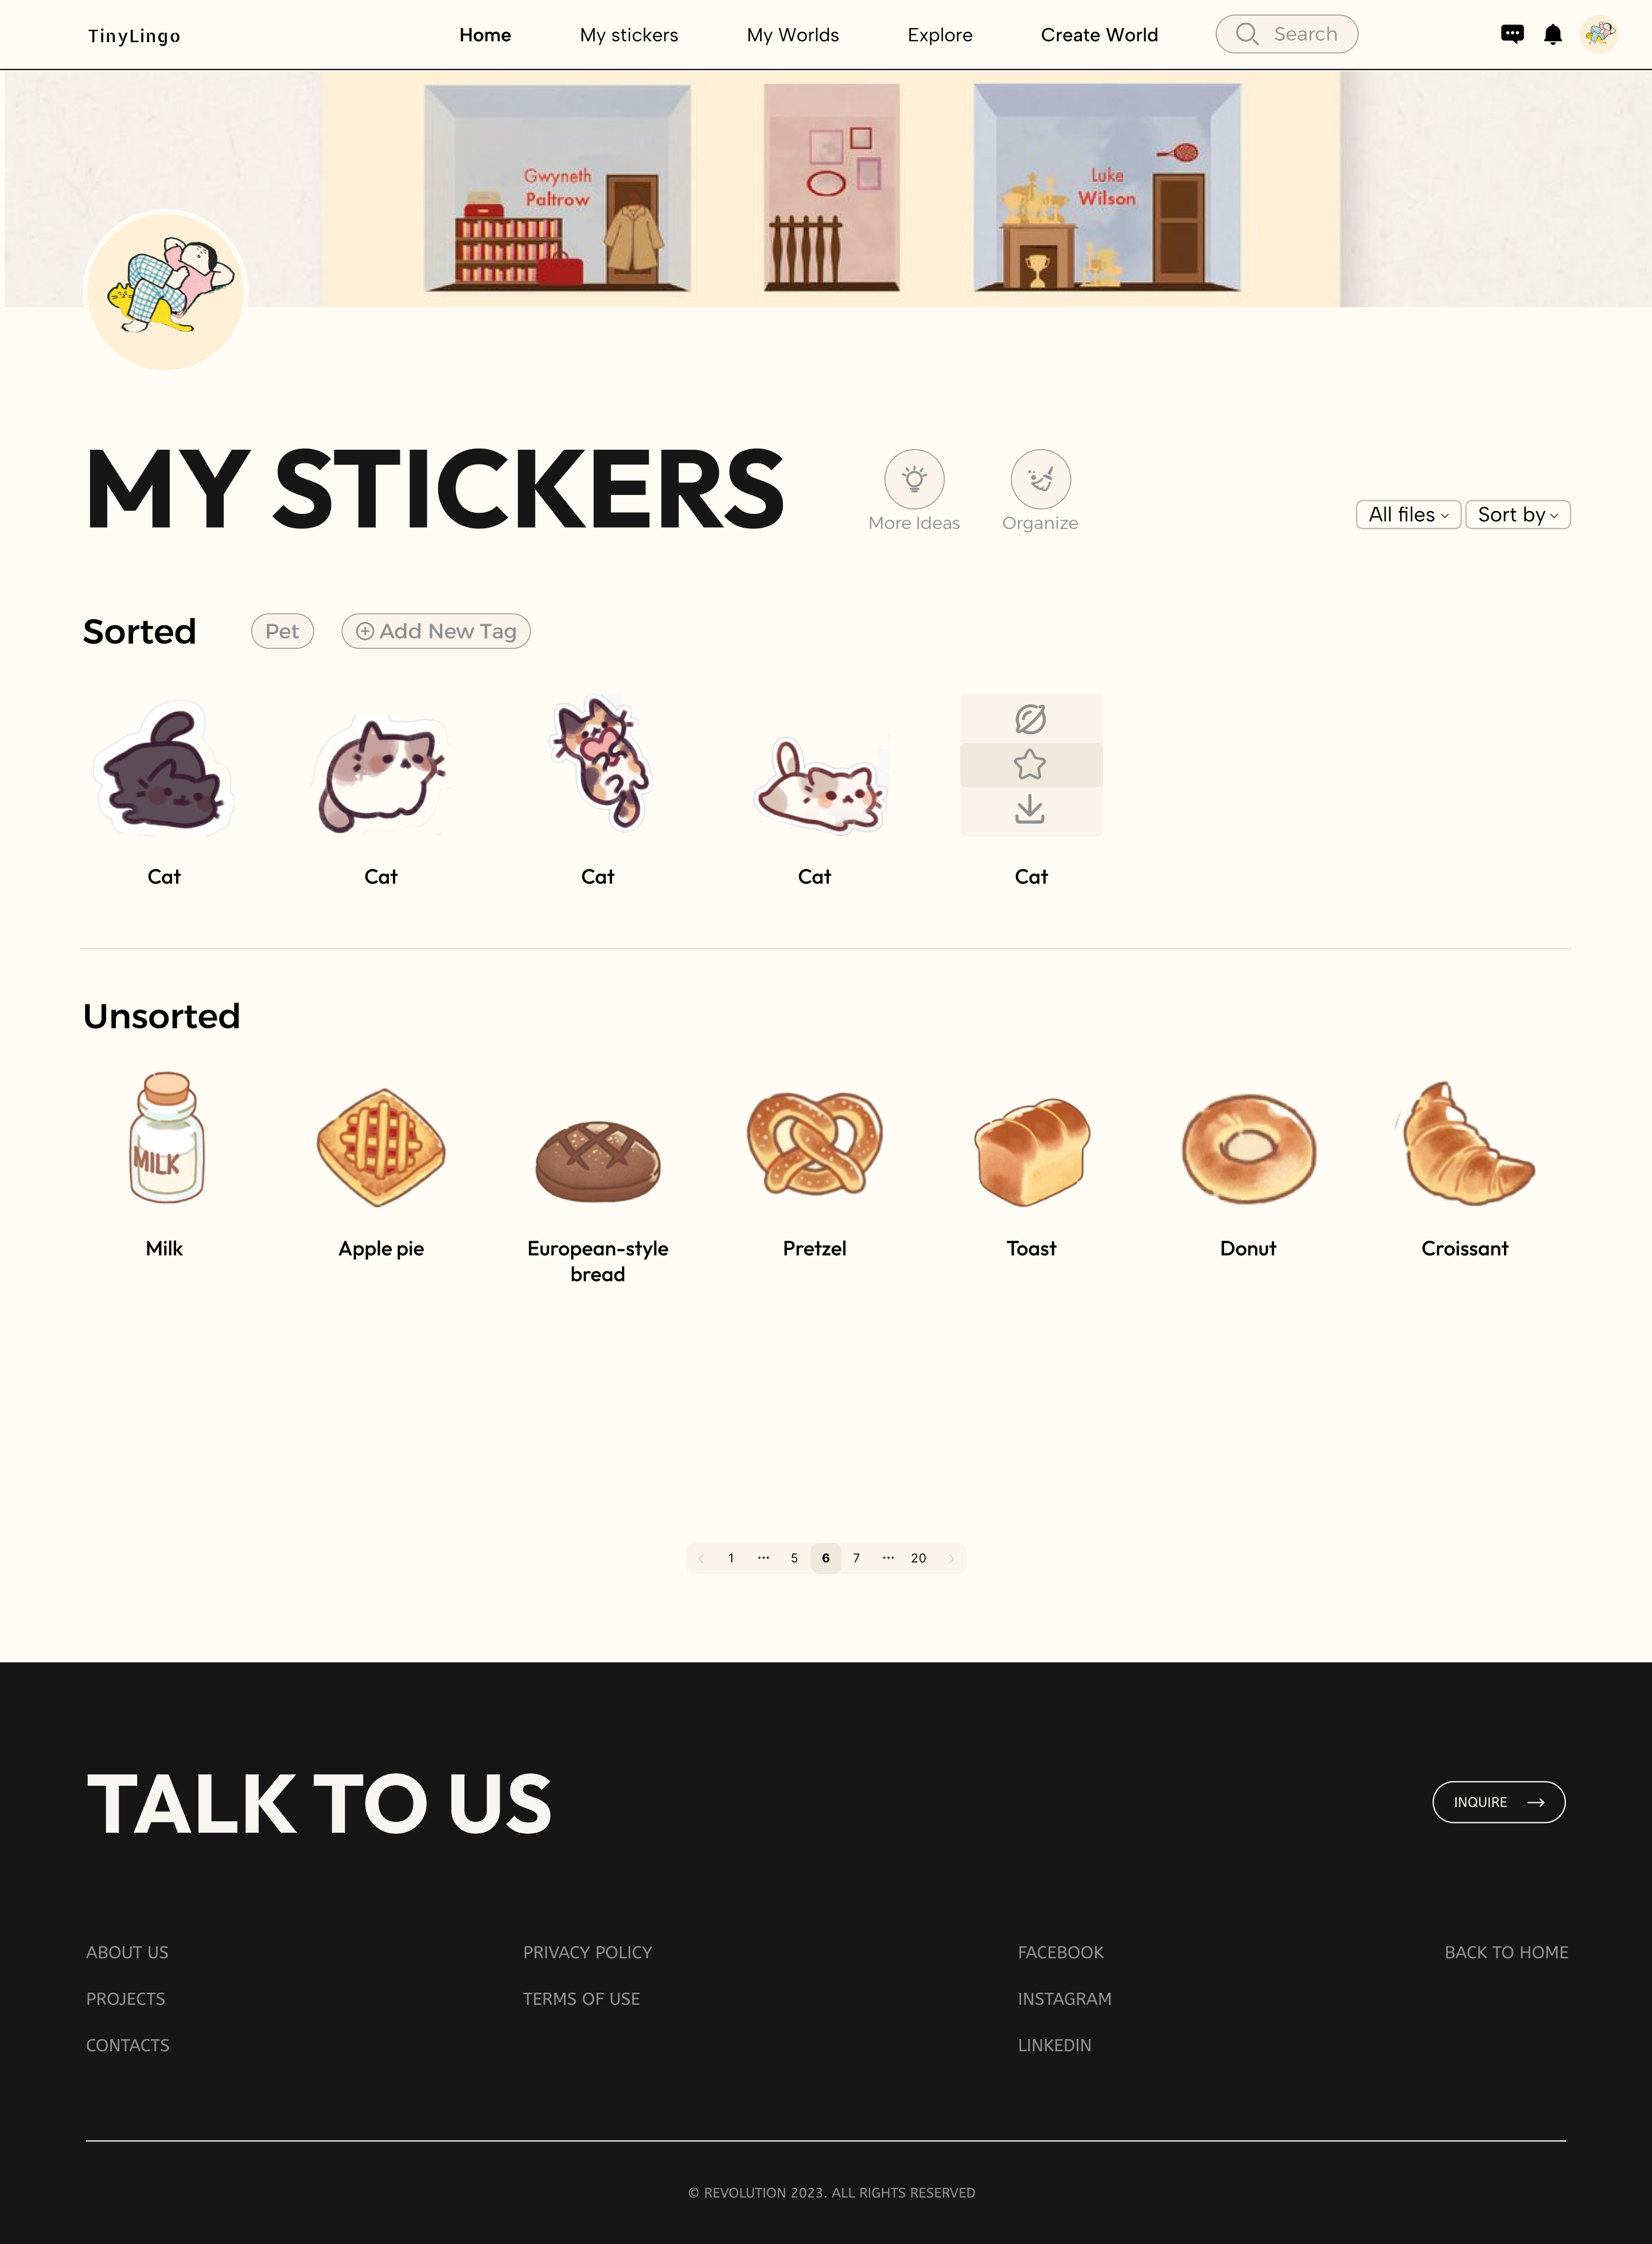 TinyLingo
Home
My stickers
My Worlds
Explore
Create World
Search
Gwyneth
Paltrow
Luke
Wilson
MY STICKERS
More Ideas
Organize
All files
Sort by
Sorted
Pet
Add New Tag
Cat
Cat
Cat
Cat
Cat
Unsorted
MILK
Milk
Apple pie
European-style
bread
Pretzel
Toast
Donut
Croissant
1 ... 5 6 7 ... 20
TALK TO US
INQUIRE
ABOUT US
PRIVACY POLICY
FACEBOOK
BACK TO HOME
PROJECTS
TERMS OF USE
INSTAGRAM
CONTACTS
LINKEDIN
© REVOLUTION 2023. ALL RIGHTS RESERVED